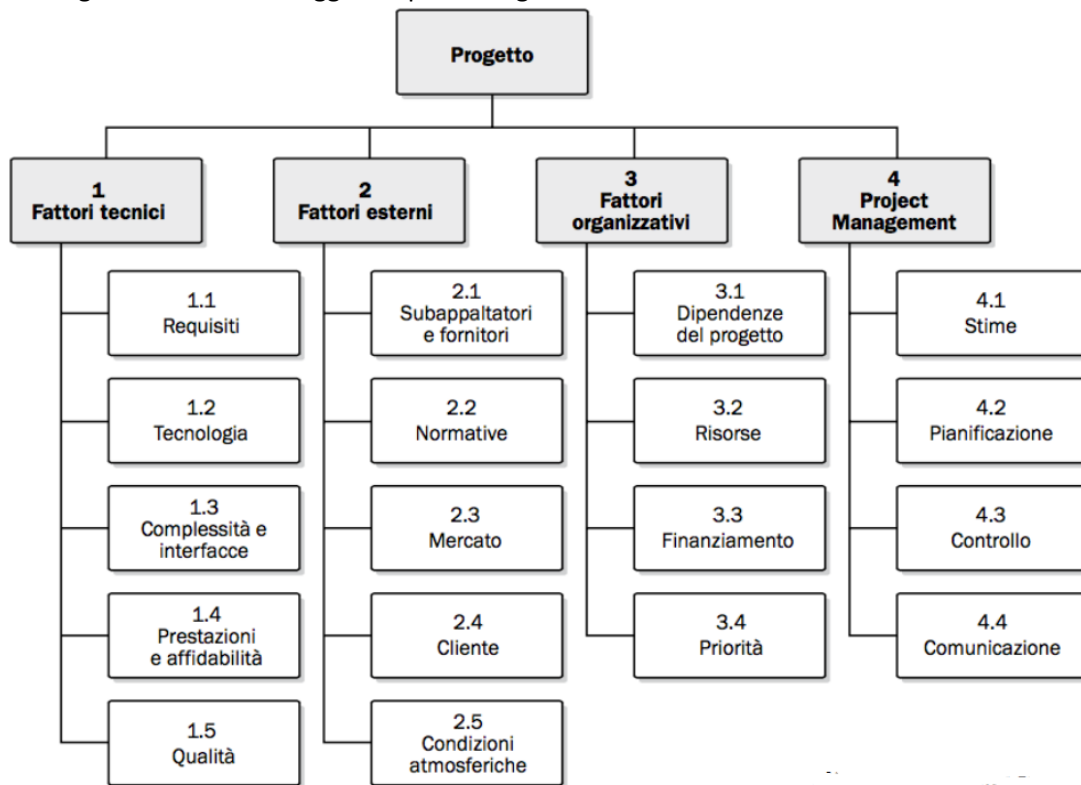 Progetto
1
Fattori tecnici
2
Fattori esterni
3
Fattori
organizzativi
4
Project
Management
1.1
Requisiti
1.2
Tecnologia
1.3
Complessità e
interfacce
1.4
Prestazioni
e affidabilità
1.5
Qualità
2.1
Subappaltatori
e fornitori
2.2
Normative
2.3
Mercato
2.4
Cliente
2.5
Condizioni
atmosferiche
3.1
Dipendenze
del progetto
3.2
Risorse
3.3
Finanziamento
3.4
Priorità
4.1
Stime
4.2
Pianificazione
4.3
Controllo
4.4
Comunicazione